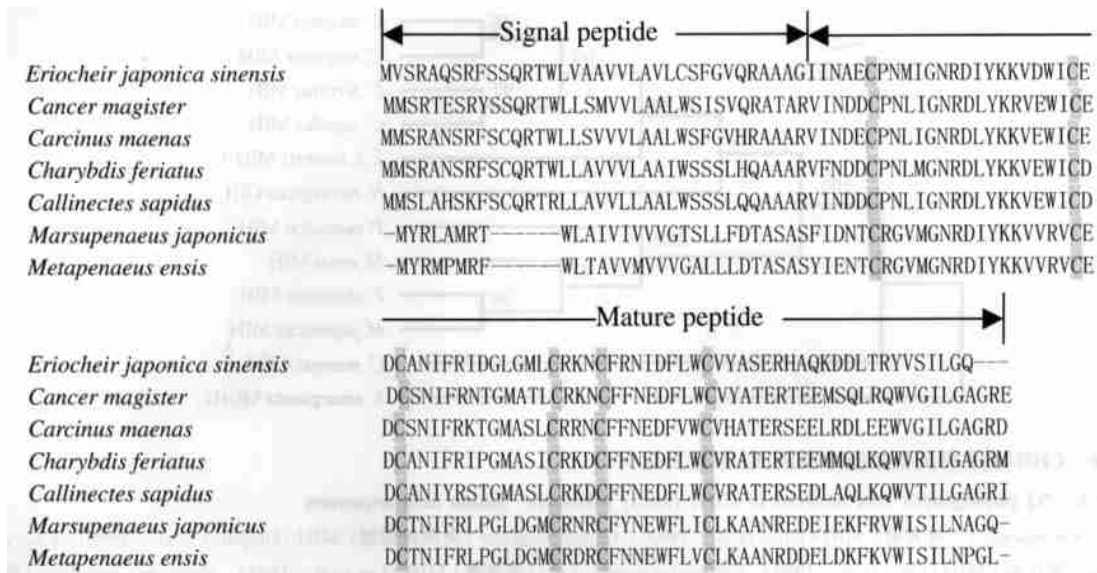 Signal peptide
Eriocheir japonica sinensis MVSRAQSRFSSQRTWLVAAVVLAVLCSFGVQRAAAGIINAECPNMIGNRDIYKKVDWICE
Cancer magister MMSRTESRYSSQRTWLLSMVVLAALWSISVQRATARVINDDCPNLIGNRDLYKRVEWICE
Carcinus maenas MMSRANSRFSCQRTWLLSVVVLAALWSFGVHRAAARVINDECPNLIGNRDLYKKVEWICE
Charybdis feriatus MMSRANSRFSCQRTWLLAVVVLAAIWSSSLHQAAARVFNDDCPNLMGNRDLYKKVEWICD
Callinectes sapidus MMSLAHSKFSCQRTRLLAVVLLAALWSSSLQQAAARVINDDCPNLIGNRDLYKKVEWICD
Marsupenaeus japonicus -MYRLAMRT-------WLAIVIVVVGTSLLFDTASASFIDNTCRGVMGNRDIYKKVVRVCE
Metapenaeus ensis -MYRMPMRF-------WLTAVVMVVVGALLLDTASASYIENTCRGVMGNRDIYKKVVRVCE
Mature peptide
Eriocheir japonica sinensis DCANIFRIDGLGMLCRKNCFRNIDFLWCVYASERHAQKDDLTRYVSILGQ---
Cancer magister DCSNIFRNTGMATLCRKNCFFNEDFLWCVYATERTEEMSQLRQWVGILGAGRE
Carcinus maenas DCSNIFRKTGMASLCRRNCFFNEDFVWCVHATERSEELRDLEEWVGILGAGRD
Charybdis feriatus DCANIFRIPGMASICRKDCFFNEDFLWCVRATERTEEMMQLKQWVRILGAGRM
Callinectes sapidus DCANIYRSTGMASLCRKDCFFNEDFLWCVRATERSEDLAQLKQWVTILGAGRI
Marsupenaeus japonicus DCTNIFRLPGLDGMCRNRCFYNEWFLICLKAANREDEIEKFRVWISILNAGQ-
Metapenaeus ensis DCTNIFRLPGLDGMCRDRCFNNEWFLVCLKAANRDDELDKFKVWISILNPGL-